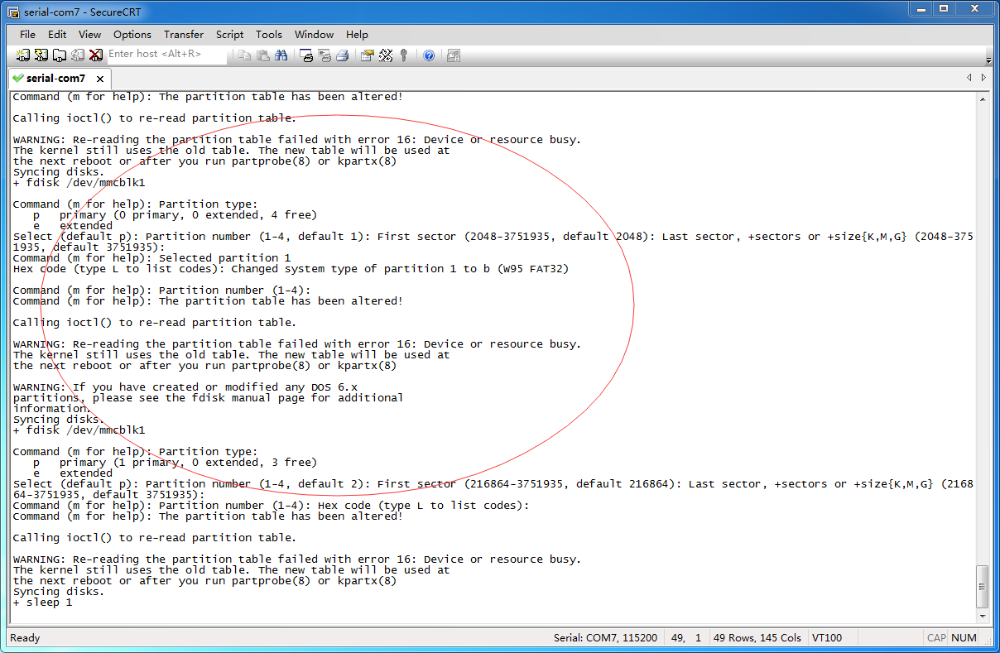 serial-com7 - SecureCRT
File Edit View Options Transfer Script Tools Window Help
Enter host <Alt+R>
serial-com7
Command (m for help): The partition table has been altered!
Calling ioctl() to re-read partition table.
WARNING: Re-reading the partition table failed with error 16: Device or resource busy.
The kernel still uses the old table. The new table will be used at
the next reboot or after you run partprobe(8) or kpartx(8)
Syncing disks.
+ fdisk /dev/mmcblk1
Command (m for help): Partition type:
p   primary (0 primary, 0 extended, 4 free)
e   extended
Select (default p): Partition number (1-4, default 1): First sector (2048-3751935, default 2048): Last sector, +sectors or +size{K,M,G} (2048-375
1935, default 3751935):
Command (m for help): Selected partition 1
Hex code (type L to list codes): Changed system type of partition 1 to b (W95 FAT32)
Command (m for help): Partition number (1-4):
Command (m for help): The partition table has been altered!
Calling ioctl() to re-read partition table.
WARNING: Re-reading the partition table failed with error 16: Device or resource busy.
The kernel still uses the old table. The new table will be used at
the next reboot or after you run partprobe(8) or kpartx(8)
WARNING: If you have created or modified any DOS 6.x
partitions, please see the fdisk manual page for additional
information.
Syncing disks.
+ fdisk /dev/mmcblk1
Command (m for help): Partition type:
p   primary (1 primary, 0 extended, 3 free)
e   extended
Select (default p): Partition number (1-4, default 2): First sector (216864-3751935, default 216864): Last sector, +sectors or +size{K,M,G} (2168
64-3751935, default 3751935):
Command (m for help): Partition number (1-4): Hex code (type L to list codes):
Command (m for help): The partition table has been altered!
Calling ioctl() to re-read partition table.
WARNING: Re-reading the partition table failed with error 16: Device or resource busy.
The kernel still uses the old table. The new table will be used at
the next reboot or after you run partprobe(8) or kpartx(8)
Syncing disks.
+ sleep 1
Ready Serial: COM7, 115200 49, 1 49 Rows, 145 Cols VT100 CAP NUM